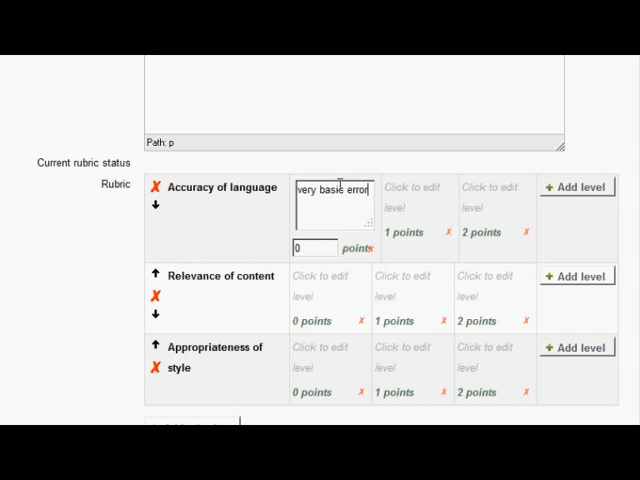 Path: p
Current rubric status
Rubric
Accuracy of language
very basic error
0 points
Click to edit level
1 points
Click to edit level
2 points
Add level
Relevance of content
Click to edit level
0 points
Click to edit level
1 points
Click to edit level
2 points
Add level
Appropriateness of style
Click to edit level
0 points
Click to edit level
1 points
Click to edit level
2 points
Add level